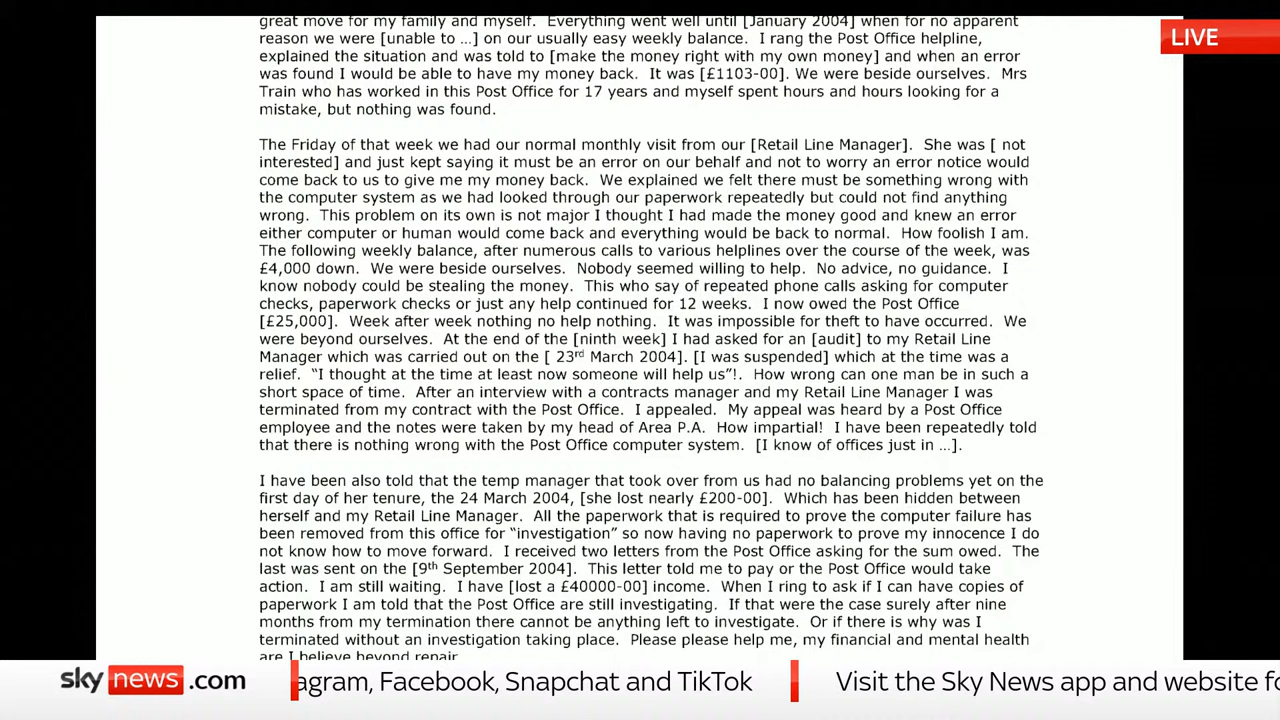 great move for my family and myself. Everything went well until [January 2004] when for no apparent
LIVE
reason we were [unable to ...] on our usually easy weekly balance. I rang the Post Office helpline,
explained the situation and was told to [make the money right with my own money] and when an error
was found I would be able to have my money back. It was [£1103-00]. We were beside ourselves. Mrs
Train who has worked in this Post Office for 17 years and myself spent hours and hours looking for a
mistake, but nothing was found.
The Friday of that week we had our normal monthly visit from our [Retail Line Manager]. She was [ not
interested] and just kept saying it must be an error on our behalf and not to worry an error notice would
come back to us to give me my money back. We explained we felt there must be something wrong with
the computer system as we had looked through our paperwork repeatedly but could not find anything
wrong. This problem on its own is not major I thought I had made the money good and knew an error
either computer or human would come back and everything would be back to normal. How foolish I am.
The following weekly balance, after numerous calls to various helplines over the course of the week, was
£4,000 down. We were beside ourselves. Nobody seemed willing to help. No advice, no guidance. I
know nobody could be stealing the money. This who say of repeated phone calls asking for computer
checks, paperwork checks or just any help continued for 12 weeks. I now owed the Post Office
[£25,000]. Week after week nothing no help nothing. It was impossible for theft to have occurred. We
were beyond ourselves. At the end of the [ninth week] I had asked for an [audit] to my Retail Line
Manager which was carried out on the [ 23rd March 2004]. [I was suspended] which at the time was a
relief. "I thought at the time at least now someone will help us"!. How wrong can one man be in such a
short space of time. After an interview with a contracts manager and my Retail Line Manager I was
terminated from my contract with the Post Office. I appealed. My appeal was heard by a Post Office
employee and the notes were taken by my head of Area P.A. How impartial! I have been repeatedly told
that there is nothing wrong with the Post Office computer system. [I know of offices just in ...].
I have been also told that the temp manager that took over from us had no balancing problems yet on the
first day of her tenure, the 24 March 2004, [she lost nearly £200-00]. Which has been hidden between
herself and my Retail Line Manager. All the paperwork that is required to prove the computer failure has
been removed from this office for "investigation" so now having no paperwork to prove my innocence I do
not know how to move forward. I received two letters from the Post Office asking for the sum owed. The
last was sent on the [9th September 2004]. This letter told me to pay or the Post Office would take
action. I am still waiting. I have [lost a £40000-00] income. When I ring to ask if I can have copies of
paperwork I am told that the Post Office are still investigating. If that were the case surely after nine
months from my termination there cannot be anything left to investigate. Or if there is why was I
terminated without an investigation taking place. Please please help me, my financial and mental health
are I believe beyond repair
sky news .com
agram, Facebook, Snapchat and TikTok
Visit the Sky News app and website fo